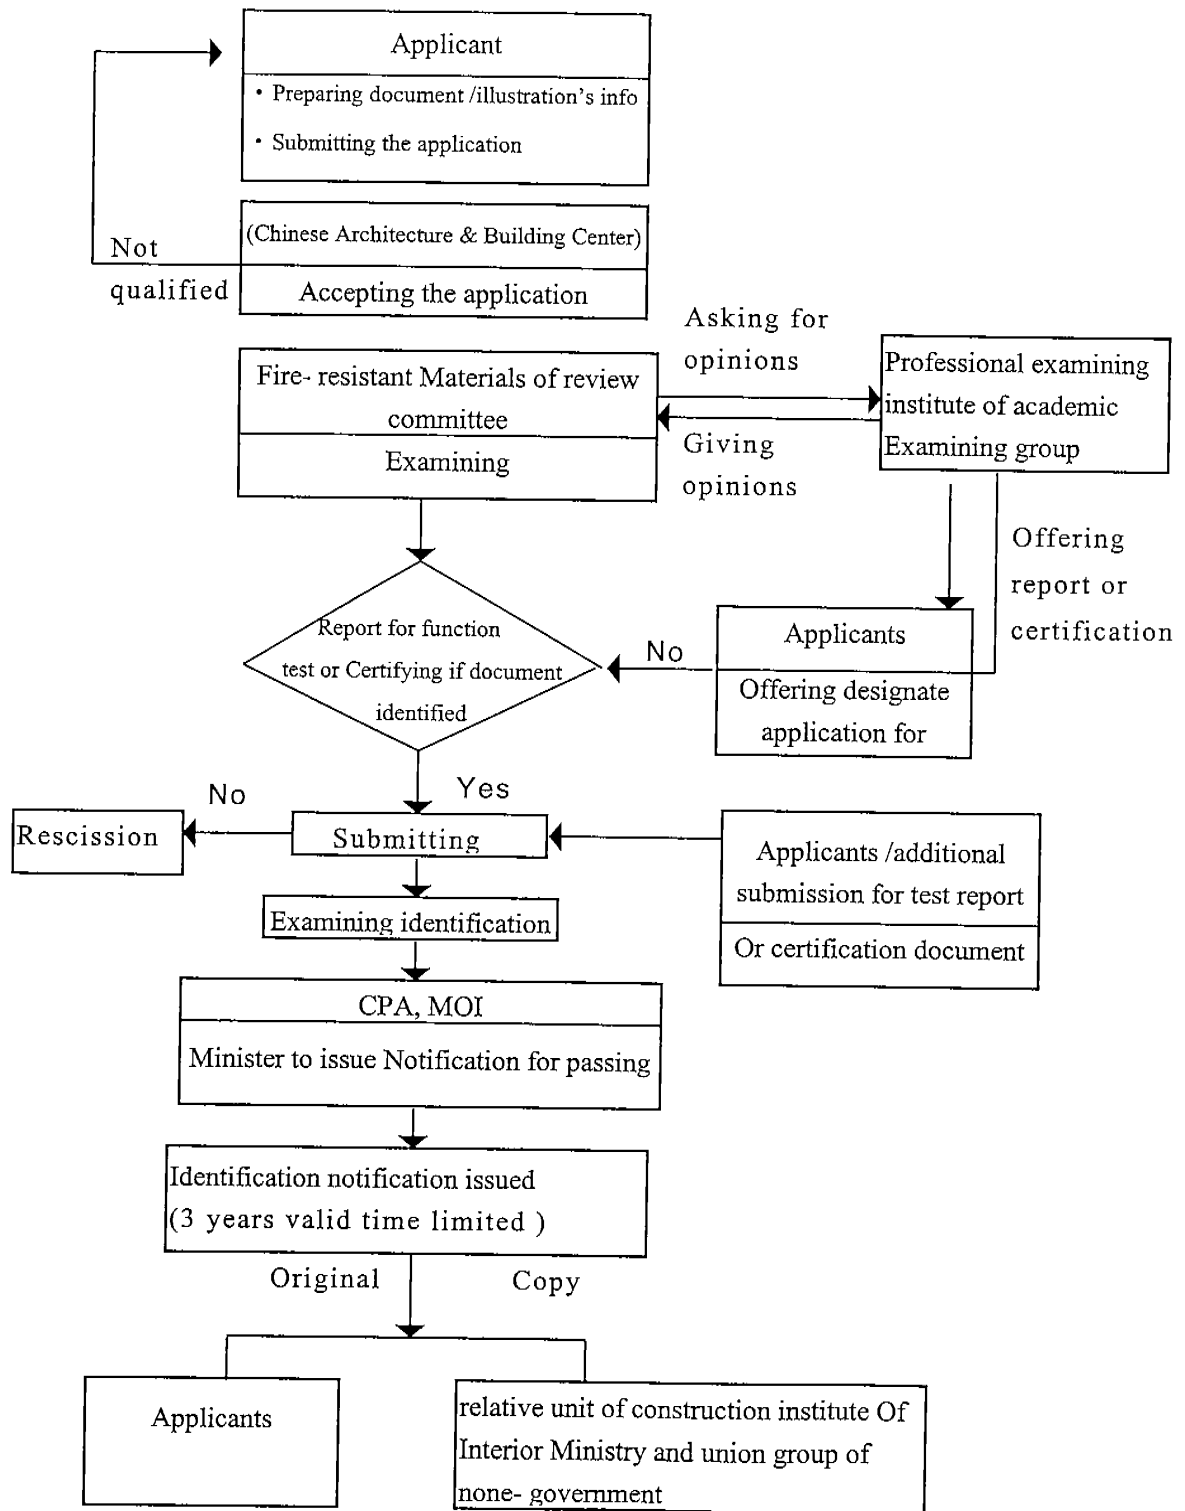 Applicant
・ Preparing document /illustration's info
・ Submitting the application
(Chinese Architecture & Building Center)
Accepting the application
Not
qualified
Fire- resistant Materials of review
committee
Examining
Asking for
opinions
Giving
opinions
Professional examining
institute of academic
Examining group
Offering
report or
certification
Applicants
Offering designate
application for
No
Report for function
test or Certifying if document
identified
Yes
No
Rescission
Submitting
Applicants /additional
submission for test report
Or certification document
Examining identification
CPA, MOI
Minister to issue Notification for passing
Identification notification issued
(3 years valid time limited )
Original
Copy
Applicants
relative unit of construction institute Of
Interior Ministry and union group of
none- government